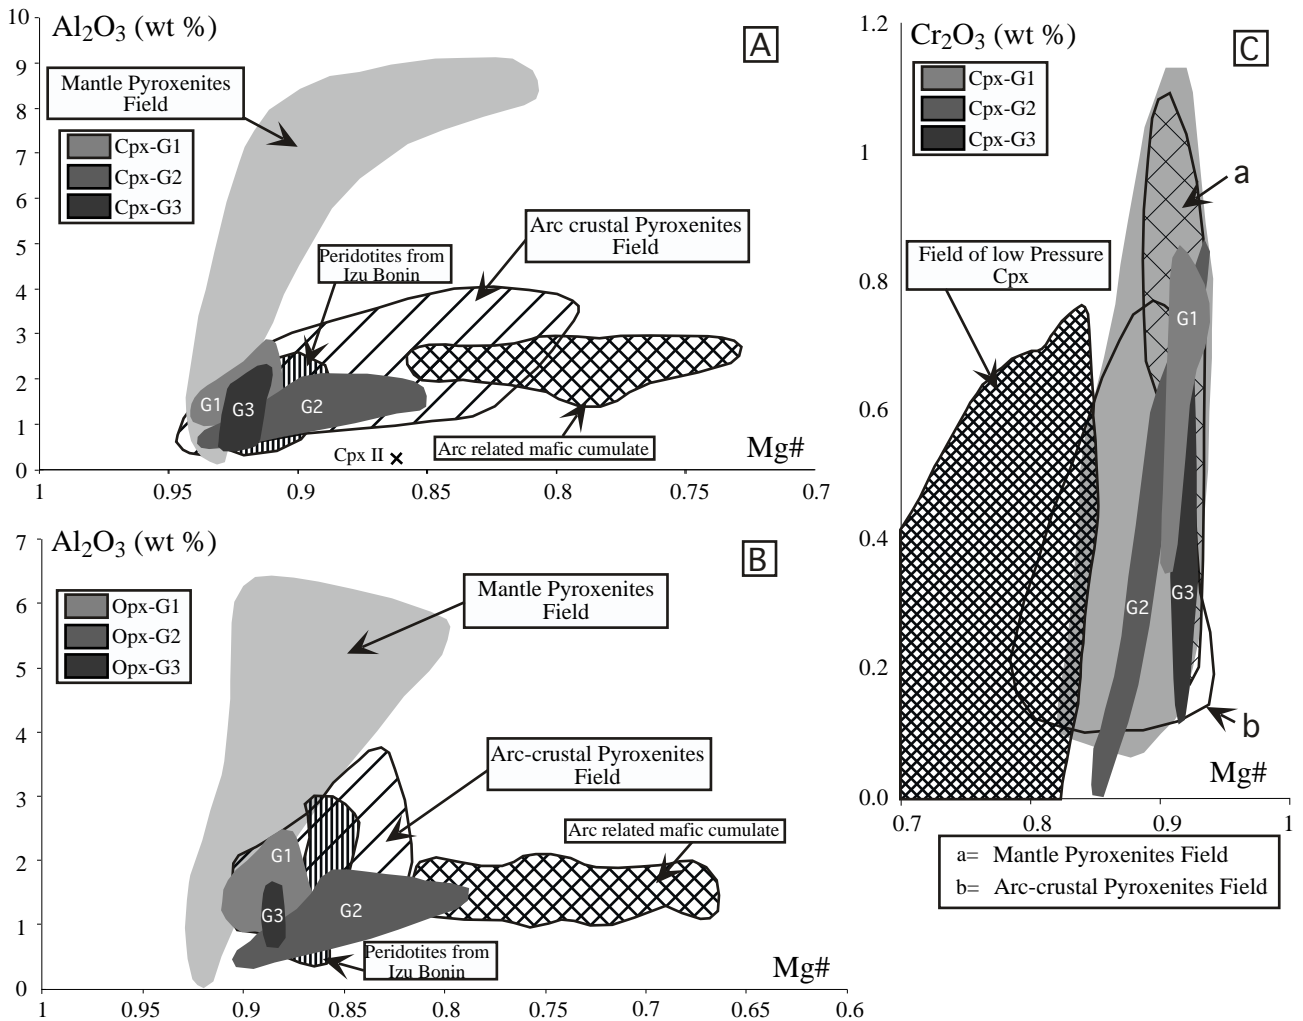 Al2O3 (wt %)
A
10
9
8
7
6
5
4
3
2
1
0
Mantle Pyroxenites
Field
Cpx-G1
Cpx-G2
Cpx-G3
Arc crustal Pyroxenites
Field
Peridotites from
Izu Bonin
G1
G3
G2
Cpx II
Arc related mafic cumulate
Mg#
1
0.95
0.9
0.85
0.8
0.75
0.7
Al2O3 (wt %)
B
7
6
5
4
3
2
1
0
Opx-G1
Opx-G2
Opx-G3
Mantle Pyroxenites
Field
Arc-crustal Pyroxenites
Field
Arc related mafic cumulate
G1
G3
G2
Peridotites from
Izu Bonin
Mg#
1
0.95
0.9
0.85
0.8
0.75
0.7
0.65
0.6
Cr2O3 (wt %)
C
1.2
1
0.8
0.6
0.4
0.2
0.0
Cpx-G1
Cpx-G2
Cpx-G3
a
Field of low Pressure
Cpx
G1
G2
G3
b
Mg#
0.7
0.8
0.9
1
a= Mantle Pyroxenites Field
b= Arc-crustal Pyroxenites Field